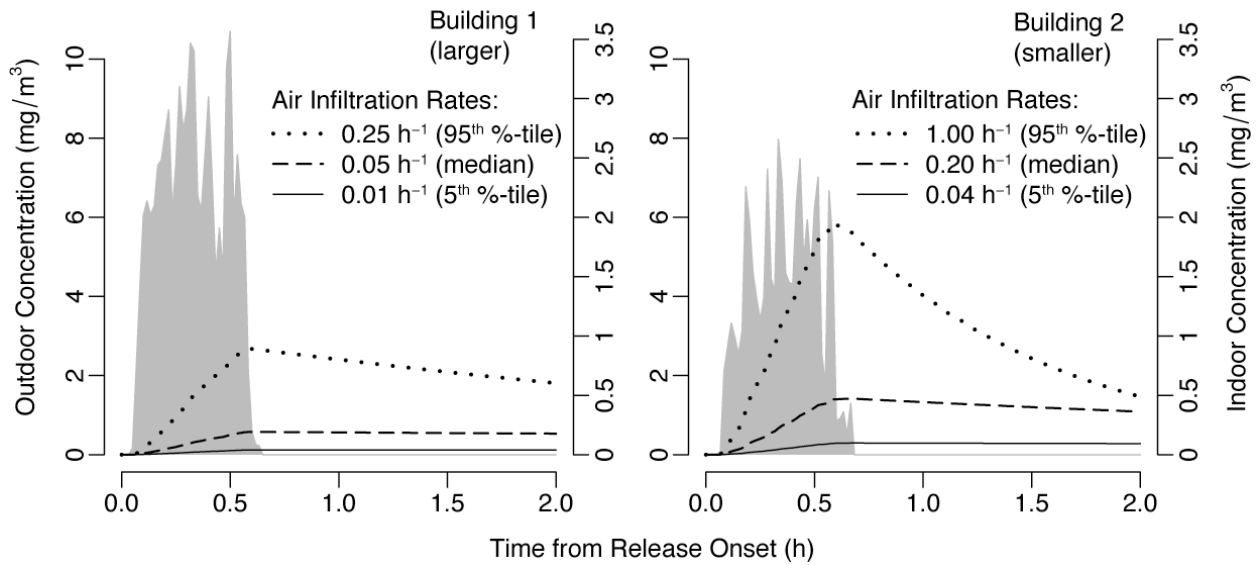 Building 1
(larger)
Air Infiltration Rates:
0.25 h⁻¹ (95th %-tile)
0.05 h⁻¹ (median)
0.01 h⁻¹ (5th %-tile)
Outdoor Concentration (mg/m³)
0
2
4
6
8
10
0
0.5
1
1.5
2
2.5
3
3.5
0.0
0.5
1.0
1.5
2.0
Building 2
(smaller)
Air Infiltration Rates:
1.00 h⁻¹ (95th %-tile)
0.20 h⁻¹ (median)
0.04 h⁻¹ (5th %-tile)
0
2
4
6
8
10
0
0.5
1
1.5
2
2.5
3
3.5
Indoor Concentration (mg/m³)
0.0
0.5
1.0
1.5
2.0
Time from Release Onset (h)